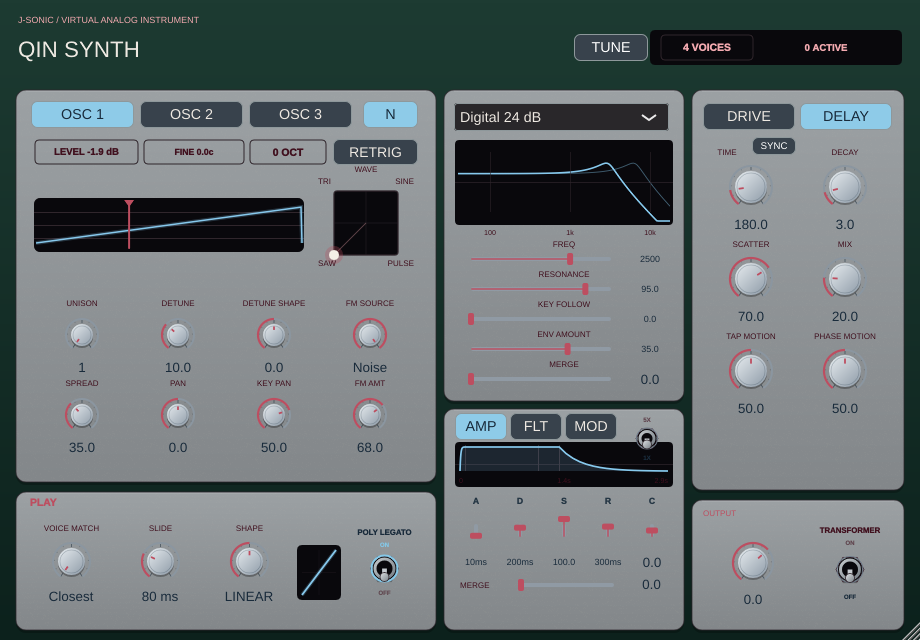 J-SONIC / VIRTUAL ANALOG INSTRUMENT
QIN SYNTH
TUNE
4 VOICES
0 ACTIVE
OSC 1
OSC 2
OSC 3
N
LEVEL -1.9 dB
FINE 0.0c
0 OCT
RETRIG
WAVE
TRI
SINE
SAW
PULSE
UNISON
DETUNE
DETUNE SHAPE
FM SOURCE
1
10.0
0.0
Noise
SPREAD
PAN
KEY PAN
FM AMT
35.0
0.0
50.0
68.0
PLAY
VOICE MATCH
SLIDE
SHAPE
POLY LEGATO
ON
OFF
Closest
80 ms
LINEAR
Digital 24 dB
100
1k
10k
FREQ
2500
RESONANCE
95.0
KEY FOLLOW
0.0
ENV AMOUNT
35.0
MERGE
0.0
AMP
FLT
MOD
5X
1X
A
D
S
R
C
10ms
200ms
100.0
300ms
0.0
MERGE
0.0
DRIVE
DELAY
TIME
SYNC
DECAY
180.0
3.0
SCATTER
MIX
70.0
20.0
TAP MOTION
PHASE MOTION
50.0
50.0
OUTPUT
TRANSFORMER
ON
OFF
0.0